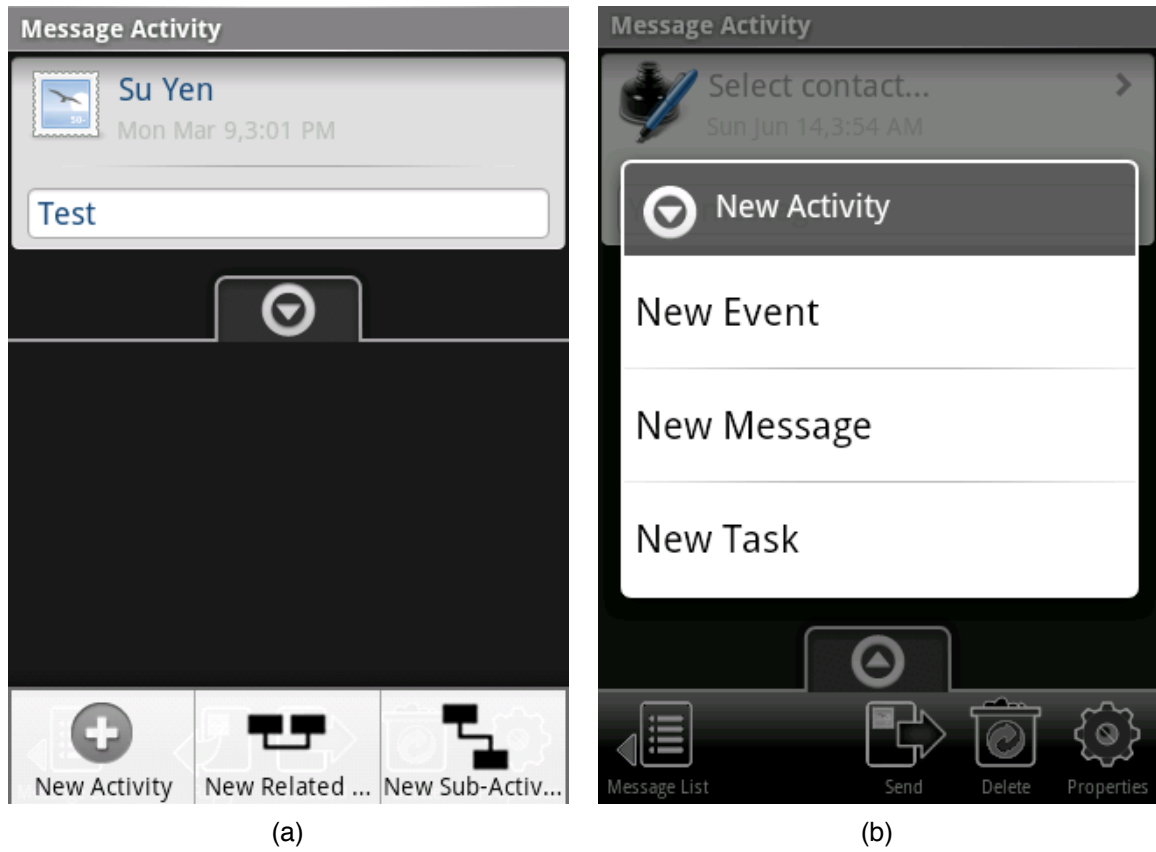 Message Activity
Su Yen
Mon Mar 9,3:01 PM
50-
Test
New Activity
New Related ...
New Sub-Activ...
(a)
Message Activity
Select contact...
Sun Jun 14,3:54 AM
New Activity
New Event
New Message
New Task
Message List
Send
Delete
Properties
(b)